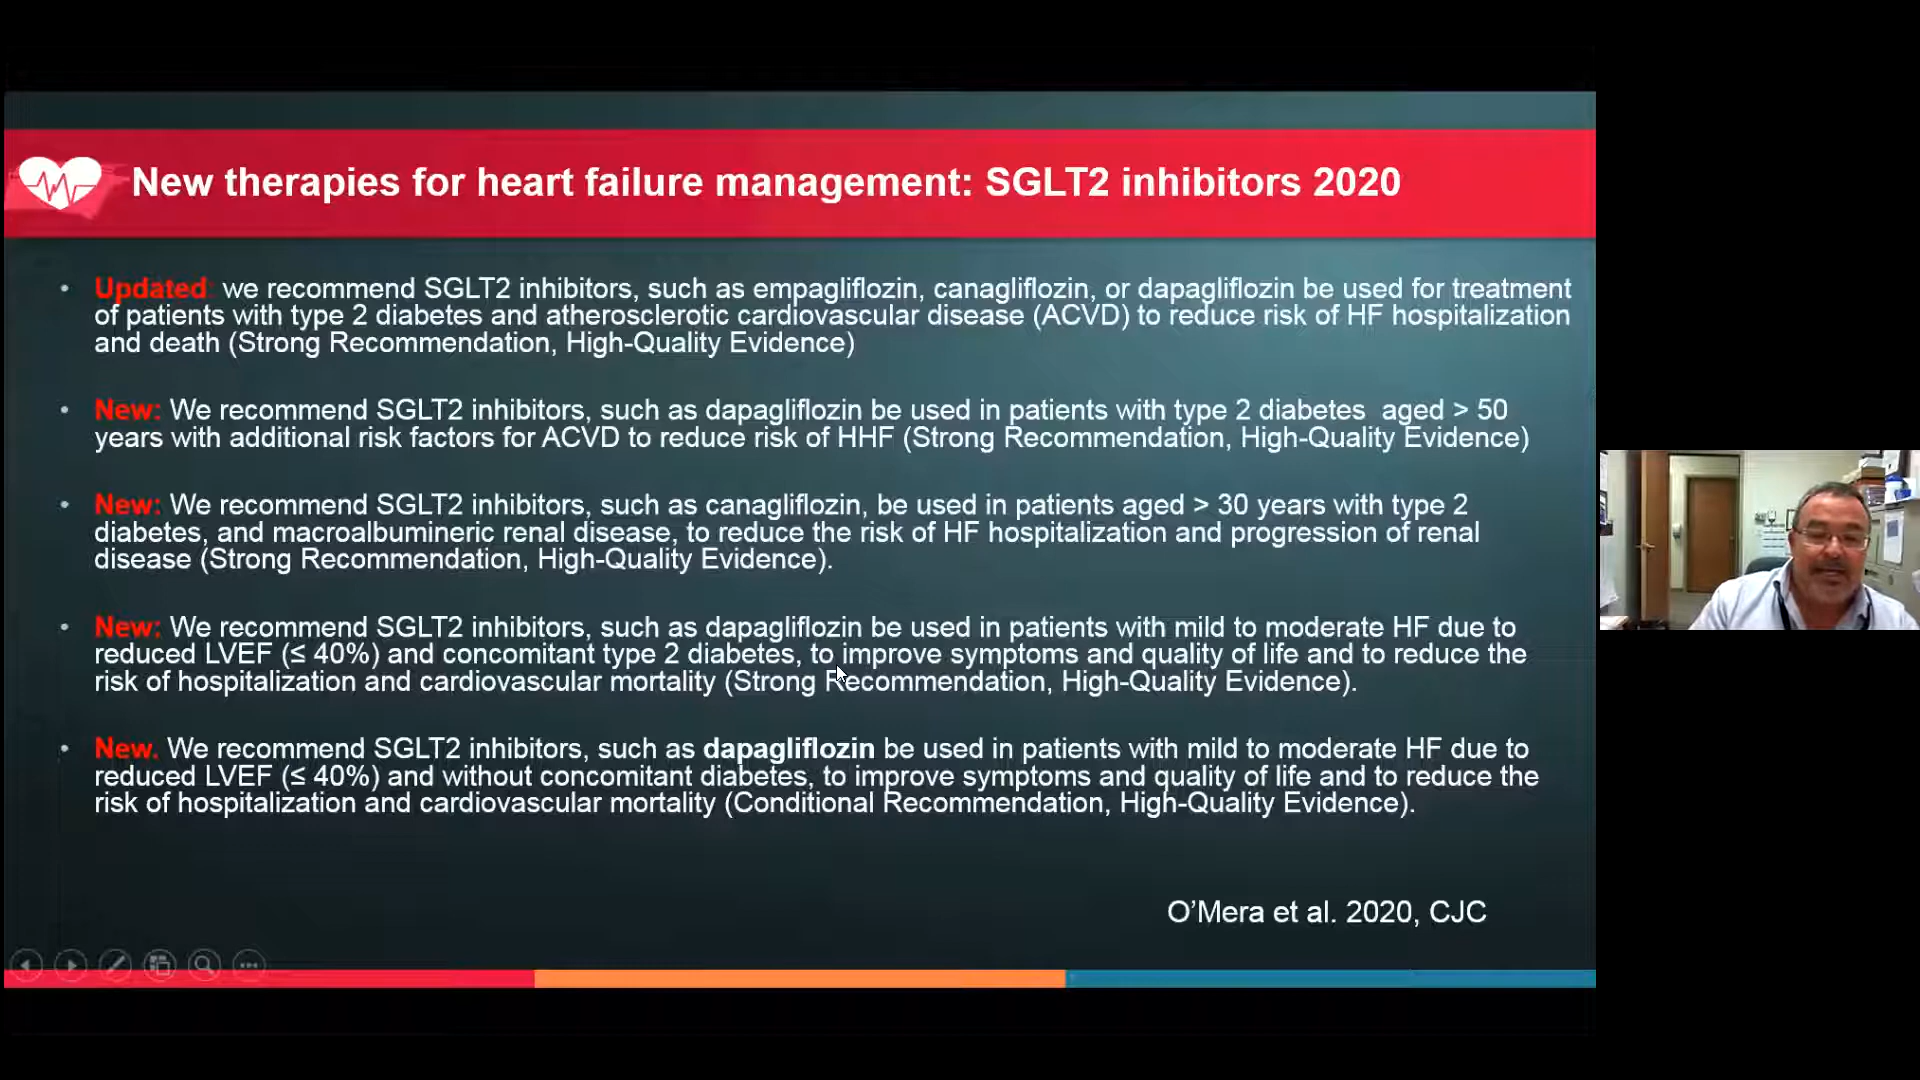 New therapies for heart failure management: SGLT2 inhibitors 2020
• Updated: we recommend SGLT2 inhibitors, such as empagliflozin, canagliflozin, or dapagliflozin be used for treatment
of patients with type 2 diabetes and atherosclerotic cardiovascular disease (ACVD) to reduce risk of HF hospitalization
and death (Strong Recommendation, High-Quality Evidence)
• New: We recommend SGLT2 inhibitors, such as dapagliflozin be used in patients with type 2 diabetes aged > 50
years with additional risk factors for ACVD to reduce risk of HHF (Strong Recommendation, High-Quality Evidence)
• New: We recommend SGLT2 inhibitors, such as canagliflozin, be used in patients aged > 30 years with type 2
diabetes, and macroalbumineric renal disease, to reduce the risk of HF hospitalization and progression of renal
disease (Strong Recommendation, High-Quality Evidence).
• New: We recommend SGLT2 inhibitors, such as dapagliflozin be used in patients with mild to moderate HF due to
reduced LVEF (≤ 40%) and concomitant type 2 diabetes, to improve symptoms and quality of life and to reduce the
risk of hospitalization and cardiovascular mortality (Strong Recommendation, High-Quality Evidence).
• New. We recommend SGLT2 inhibitors, such as dapagliflozin be used in patients with mild to moderate HF due to
reduced LVEF (≤ 40%) and without concomitant diabetes, to improve symptoms and quality of life and to reduce the
risk of hospitalization and cardiovascular mortality (Conditional Recommendation, High-Quality Evidence).
O’Mera et al. 2020, CJC